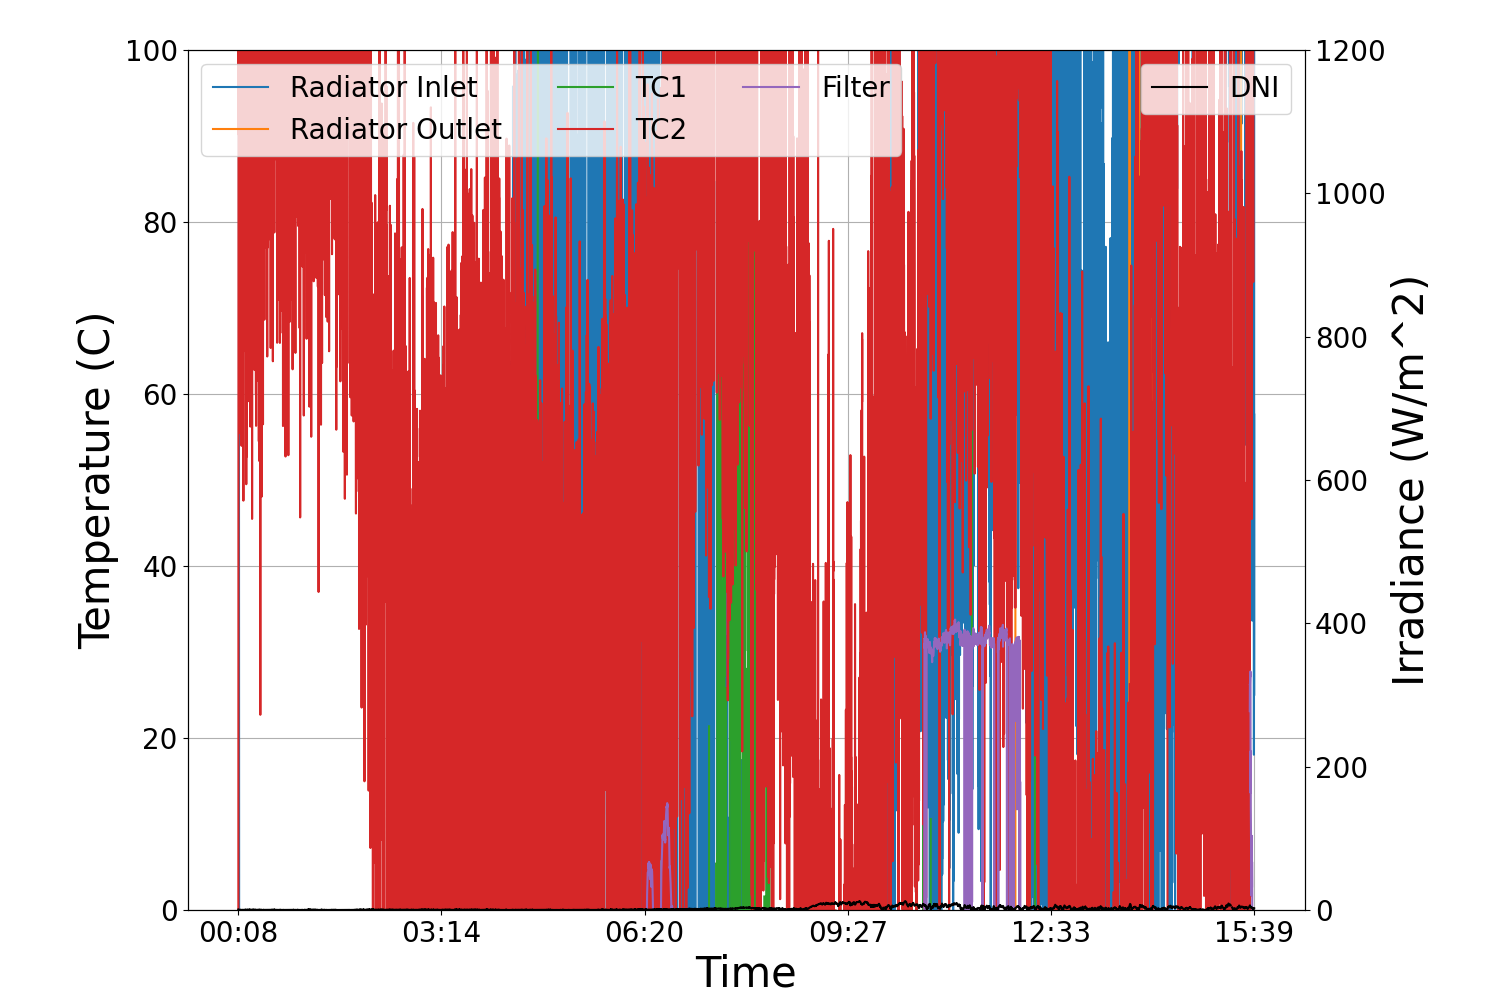 100
80
60
40
20
0
Temperature (C)
Radiator Inlet
Radiator Outlet
TC1
TC2
Filter
DNI
1200
1000
800
600
400
200
0
Irradiance (W/m^2)
00:08
03:14
06:20
09:27
12:33
15:39
Time